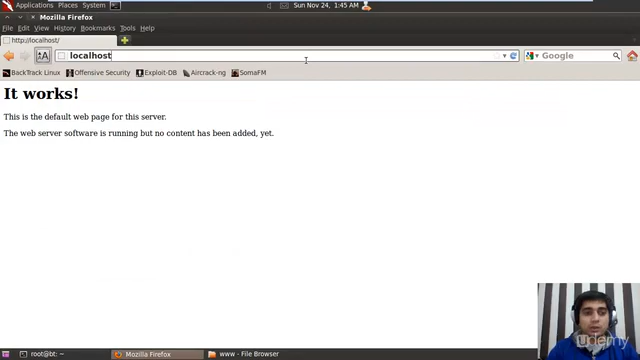 Applications Places System
Sun Nov 24, 1:45 AM
Mozilla Firefox
File Edit View History Bookmarks Tools Help
http://localhost/
localhost
Google
BackTrack Linux Offensive Security Exploit-DB Aircrack-ng SomaFM
It works!
This is the default web page for this server.
The web server software is running but no content has been added, yet.
udemy
root@bt: ~
Mozilla Firefox
www - File Browser